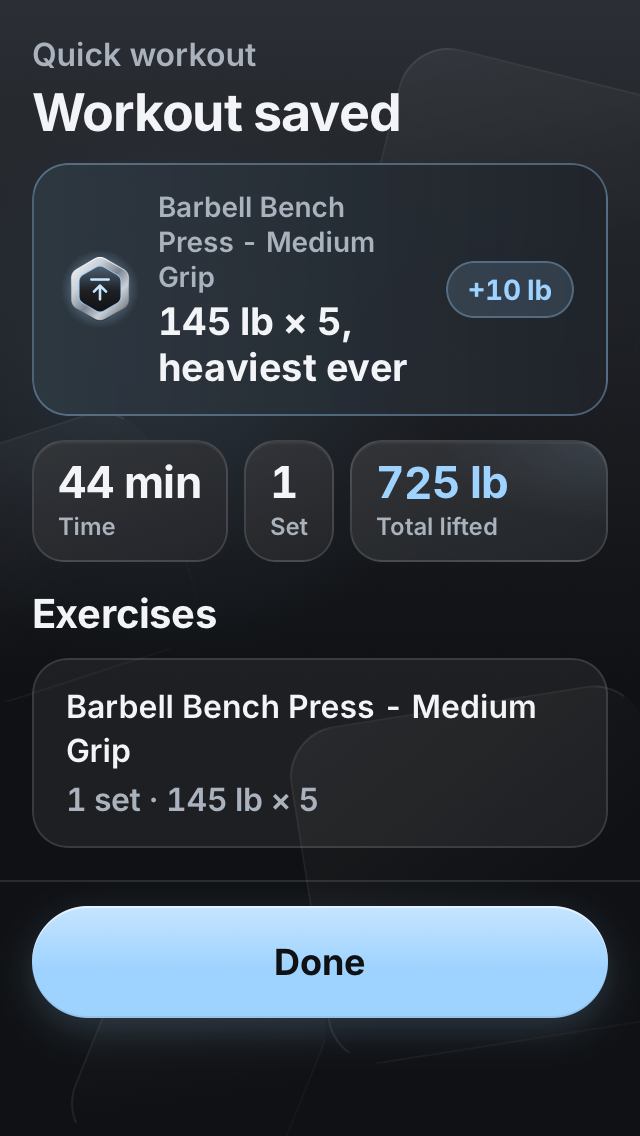 Quick workout
Workout saved
Barbell Bench
Press - Medium
Grip
145 lb × 5,
heaviest ever
+10 lb
44 min
Time
1
Set
725 lb
Total lifted
Exercises
Barbell Bench Press - Medium
Grip
1 set · 145 lb × 5
Done